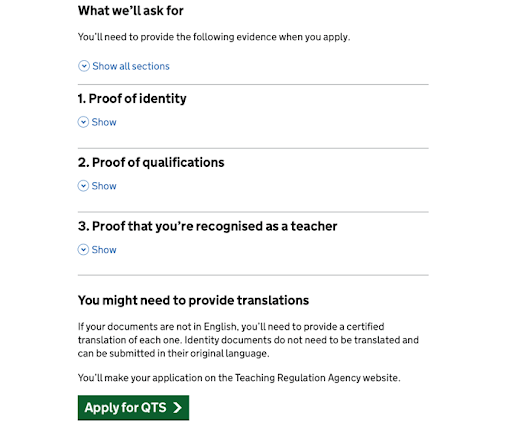 What we'll ask for
You'll need to provide the following evidence when you apply.
Show all sections
1. Proof of identity
Show
2. Proof of qualifications
Show
3. Proof that you're recognised as a teacher
Show
You might need to provide translations
If your documents are not in English, you'll need to provide a certified
translation of each one. Identity documents do not need to be translated and
can be submitted in their original language.
You'll make your application on the Teaching Regulation Agency website.
Apply for QTS